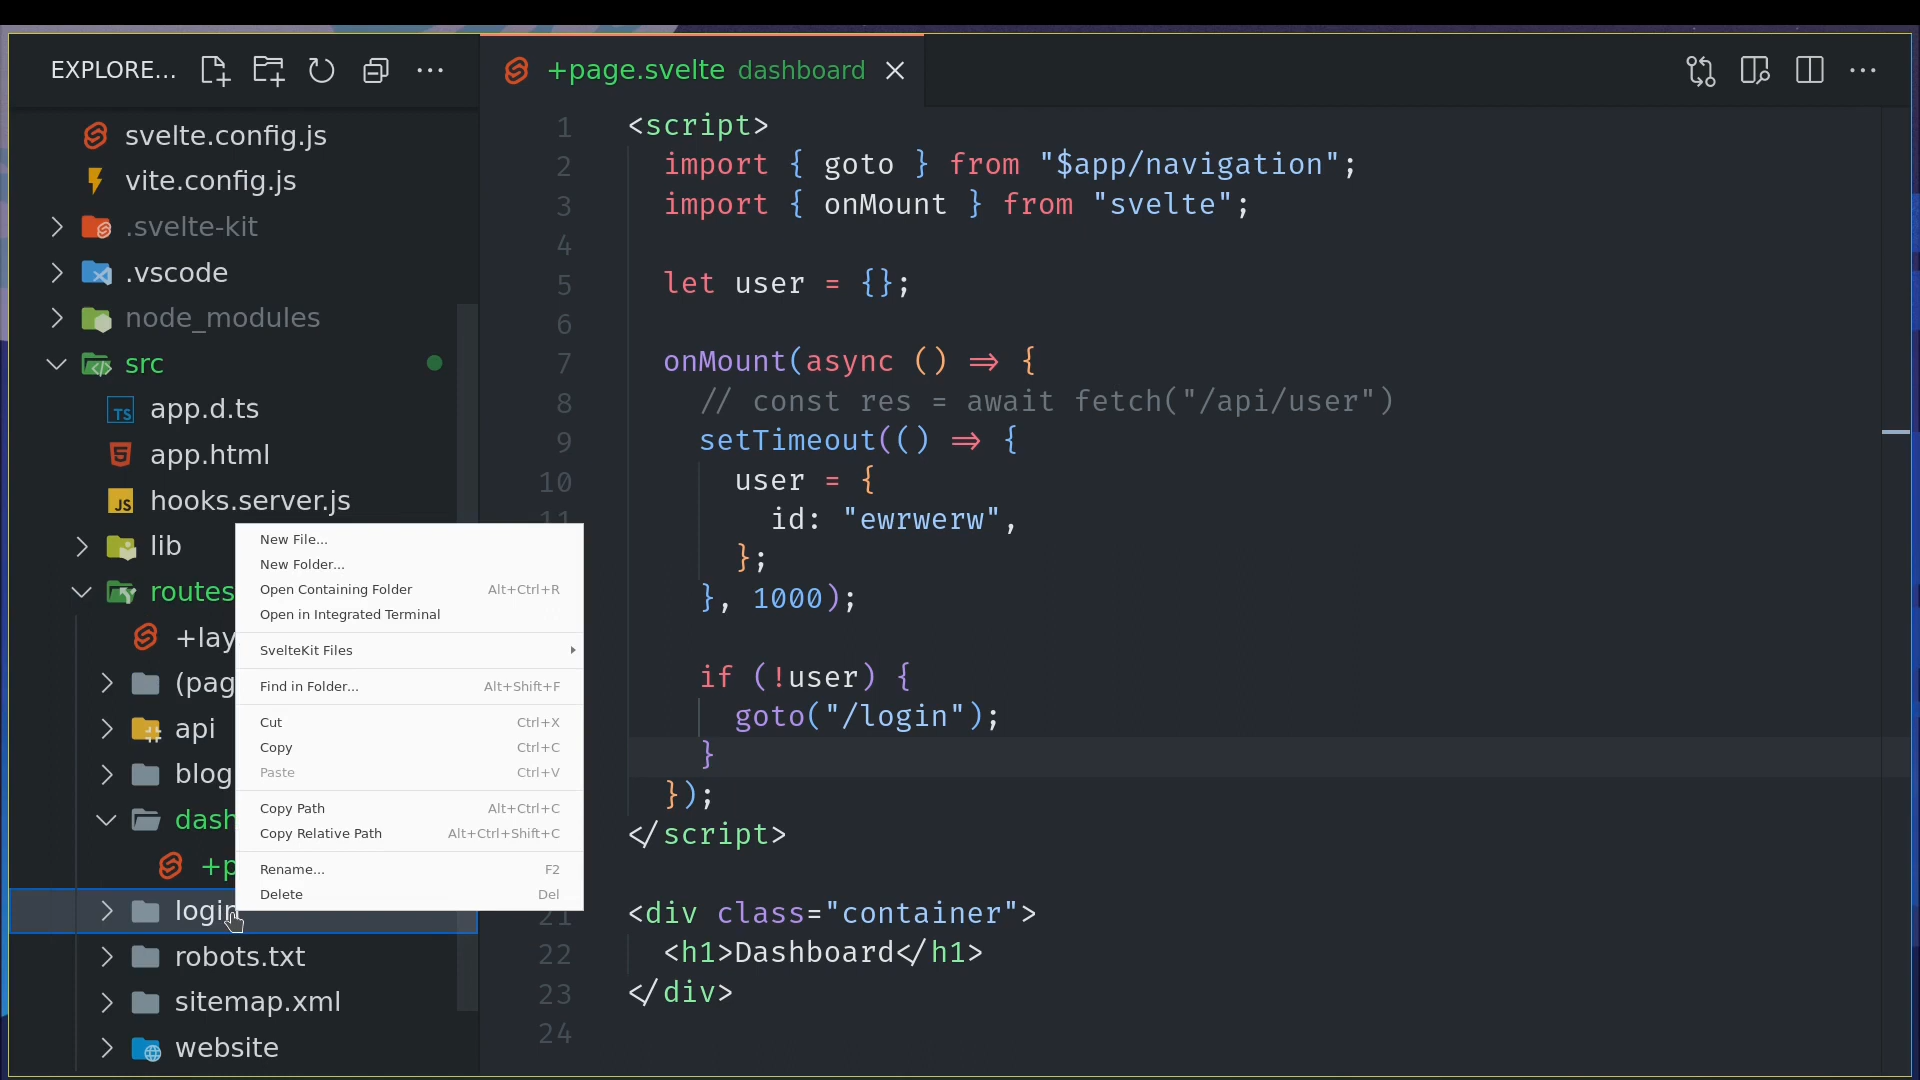 EXPLORE...
svelte.config.js
vite.config.js
.svelte-kit
.vscode
node_modules
src
app.d.ts
app.html
hooks.server.js
lib
routes
+lay
(pag
api
blog
dash
+p
login
robots.txt
sitemap.xml
website
New File...
New Folder...
Open Containing Folder Alt+Ctrl+R
Open in Integrated Terminal
SvelteKit Files
Find in Folder... Alt+Shift+F
Cut Ctrl+X
Copy Ctrl+C
Paste Ctrl+V
Copy Path Alt+Ctrl+C
Copy Relative Path Alt+Ctrl+Shift+C
Rename... F2
Delete Del
+page.svelte dashboard
1 <script>
2 import { goto } from "$app/navigation";
3 import { onMount } from "svelte";
4
5 let user = {};
6
7 onMount(async () => {
8 // const res = await fetch("/api/user")
9 setTimeout(() => {
10 user = {
11 id: "ewrwerw",
};
}, 1000);
if (!user) {
goto("/login");
}
});
</script>
21 <div class="container">
22 <h1>Dashboard</h1>
23 </div>
24